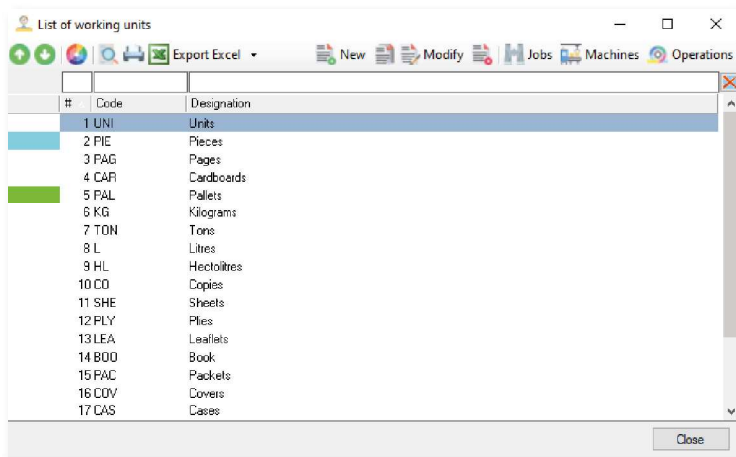 List of working units
Export Excel New Modify Jobs Machines Operations
# Code Designation
1 UNI Units
2 PIE Pieces
3 PAG Pages
4 CAR Cardboards
5 PAL Pallets
6 KG Kilograms
7 TON Tons
8 L Litres
9 HL Hectolitres
10 CO Copies
11 SHE Sheets
12 PLY Plies
13 LEA Leaflets
14 BOO Book
15 PAC Packets
16 COV Covers
17 CAS Cases
Close